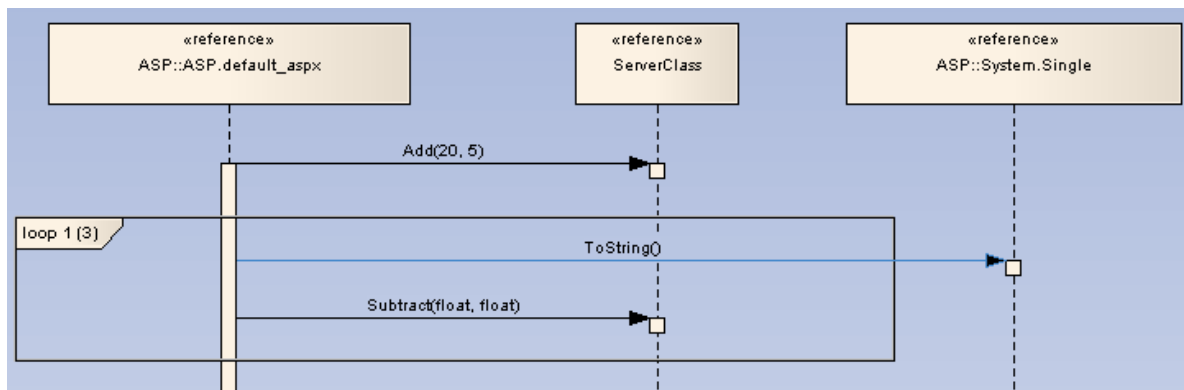 «reference»
ASP::ASP.default_aspx
«reference»
ServerClass
«reference»
ASP::System.Single
Add(20, 5)
loop 1 (3)
ToString()
Subtract(float, float)